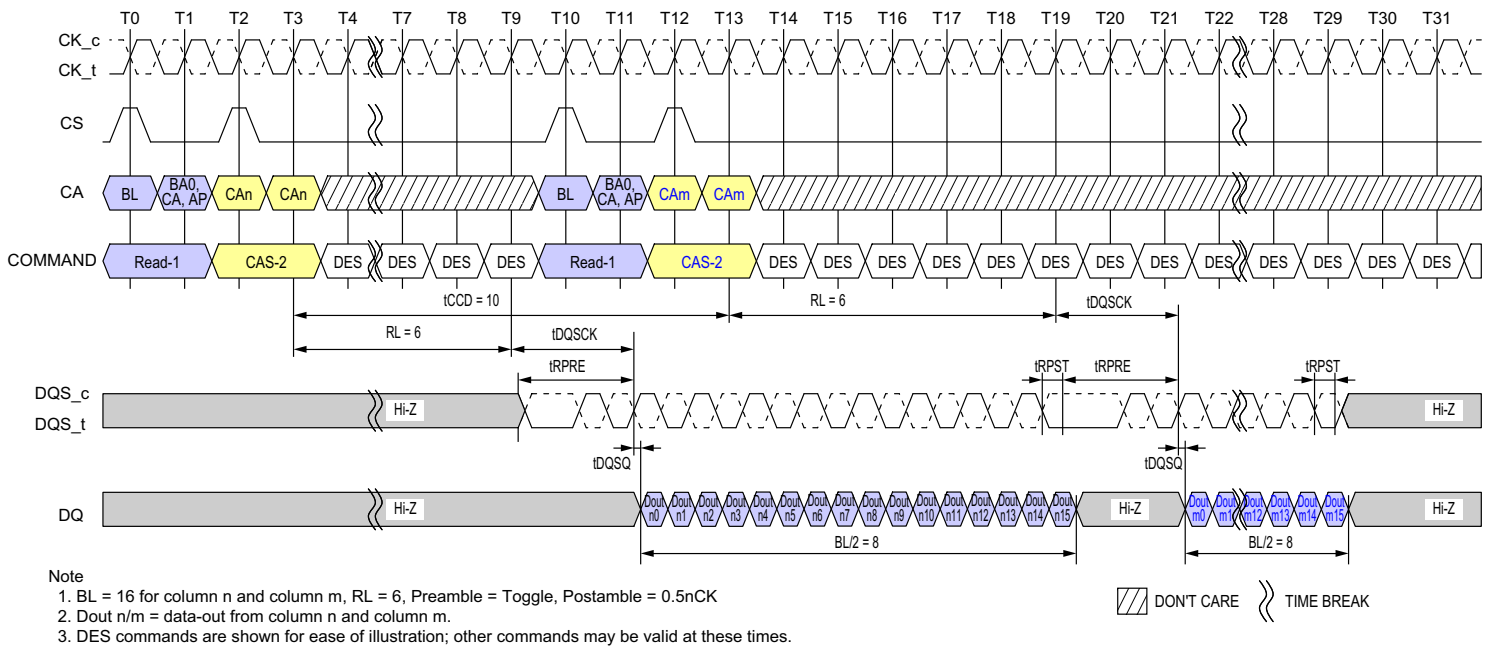 T0 T1 T2 T3 T4 T7 T8 T9 T10 T11 T12 T13 T14 T15 T16 T17 T18 T19 T20 T21 T22 T28 T29 T30 T31
CK_c
CK_t
CS
CA
BL
BA0,
CA, AP
CAn
CAn
BL
BA0,
CA, AP
CAm
CAm
COMMAND
Read-1 CAS-2 DES DES DES DES Read-1 CAS-2 DES DES DES DES DES DES DES DES DES DES DES DES DES
tCCD = 10 RL = 6 tDQSCK
RL = 6 tDQSCK
tRPRE tRPST tRPRE tRPST
DQS_c
DQS_t
Hi-Z Hi-Z
tDQSQ tDQSQ
DQ
Hi-Z
Dout
n0
Dout
n1
Dout
n2
Dout
n3
Dout
n4
Dout
n5
Dout
n6
Dout
n7
Dout
n8
Dout
n9
Dout
n10
Dout
n11
Dout
n12
Dout
n13
Dout
n14
Dout
n15
Hi-Z
Dout
m0
Dout
m1
Dout
m12
Dout
m13
Dout
m14
Dout
m15
Hi-Z
BL/2 = 8 BL/2 = 8
Note
1. BL = 16 for column n and column m, RL = 6, Preamble = Toggle, Postamble = 0.5nCK
2. Dout n/m = data-out from column n and column m.
3. DES commands are shown for ease of illustration; other commands may be valid at these times.
DON'T CARE TIME BREAK